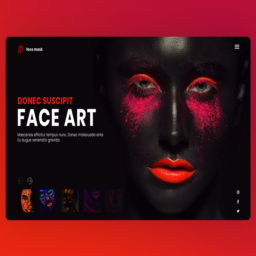 face mask
DONEC SUSCIPIT
FACE ART
Maecenas efficitur tempus nunc. Donec malesuada ante
Eu augue venenatis gravida.